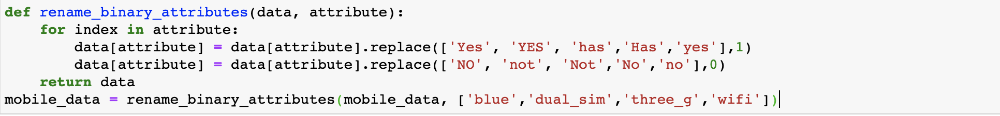 def rename_binary_attributes(data, attribute):
    for index in attribute:
        data[attribute] = data[attribute].replace(['Yes', 'YES', 'has','Has','yes'],1)
        data[attribute] = data[attribute].replace(['NO', 'not', 'Not','No','no'],0)
    return data
mobile_data = rename_binary_attributes(mobile_data, ['blue','dual_sim','three_g','wifi'])